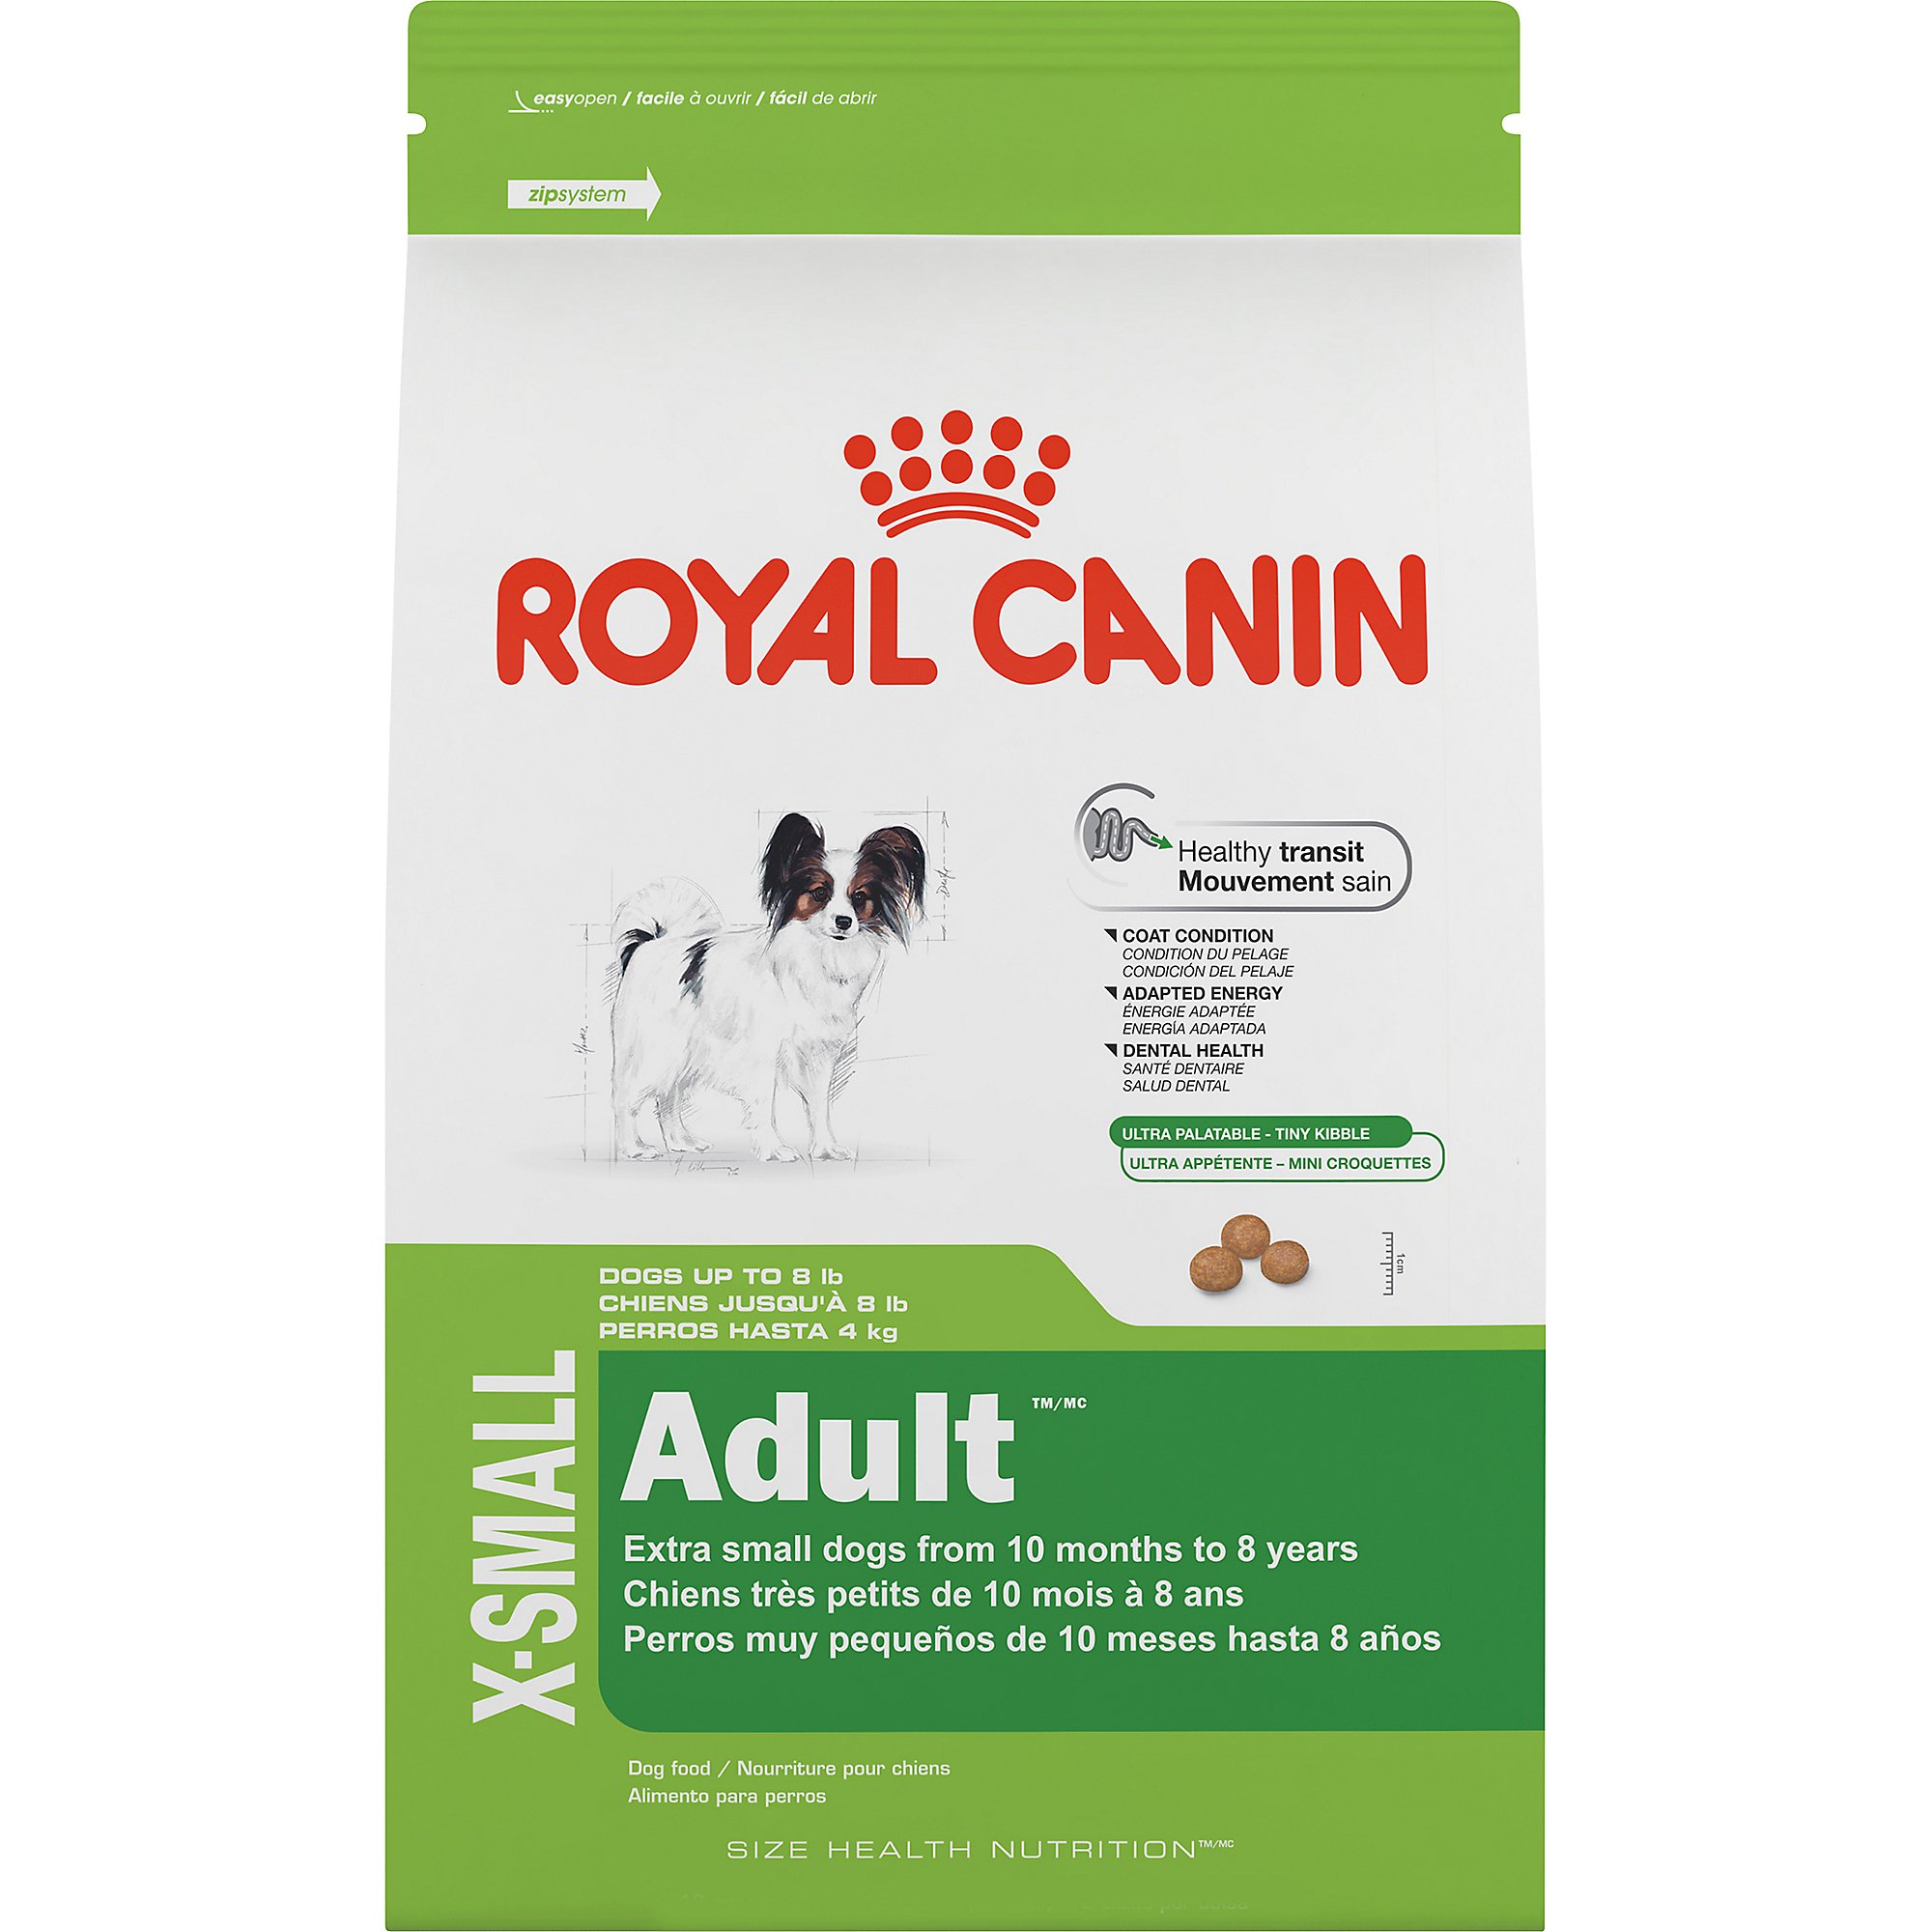 easyopen / facile à ouvrir / fácil de abrir
zipsystem
ROYAL CANIN
Healthy transit
Mouvement sain
COAT CONDITION
CONDITION DU PELAGE
CONDICIÓN DEL PELAJE
ADAPTED ENERGY
ÉNERGIE ADAPTÉE
ENERGÍA ADAPTADA
DENTAL HEALTH
SANTÉ DENTAIRE
SALUD DENTAL
ULTRA PALATABLE - TINY KIBBLE
ULTRA APPÉTENTE – MINI CROQUETTES
1cm
DOGS UP TO 8 lb
CHIENS JUSQU'À 8 lb
PERROS HASTA 4 kg
X-SMALL
Adult TM/MC
Extra small dogs from 10 months to 8 years
Chiens très petits de 10 mois à 8 ans
Perros muy pequeños de 10 meses hasta 8 años
Dog food / Nourriture pour chiens
Alimento para perros
SIZE HEALTH NUTRITION TM/MC